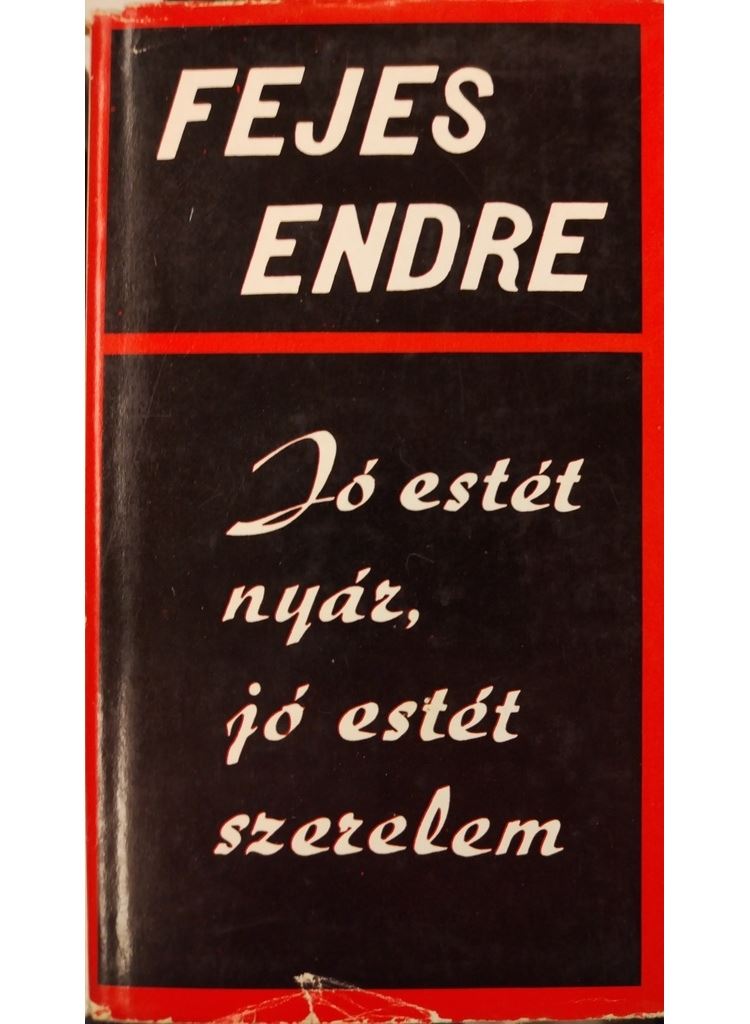 FEJES
ENDRE
Jó estét
nyár,
jó estét
szerelem